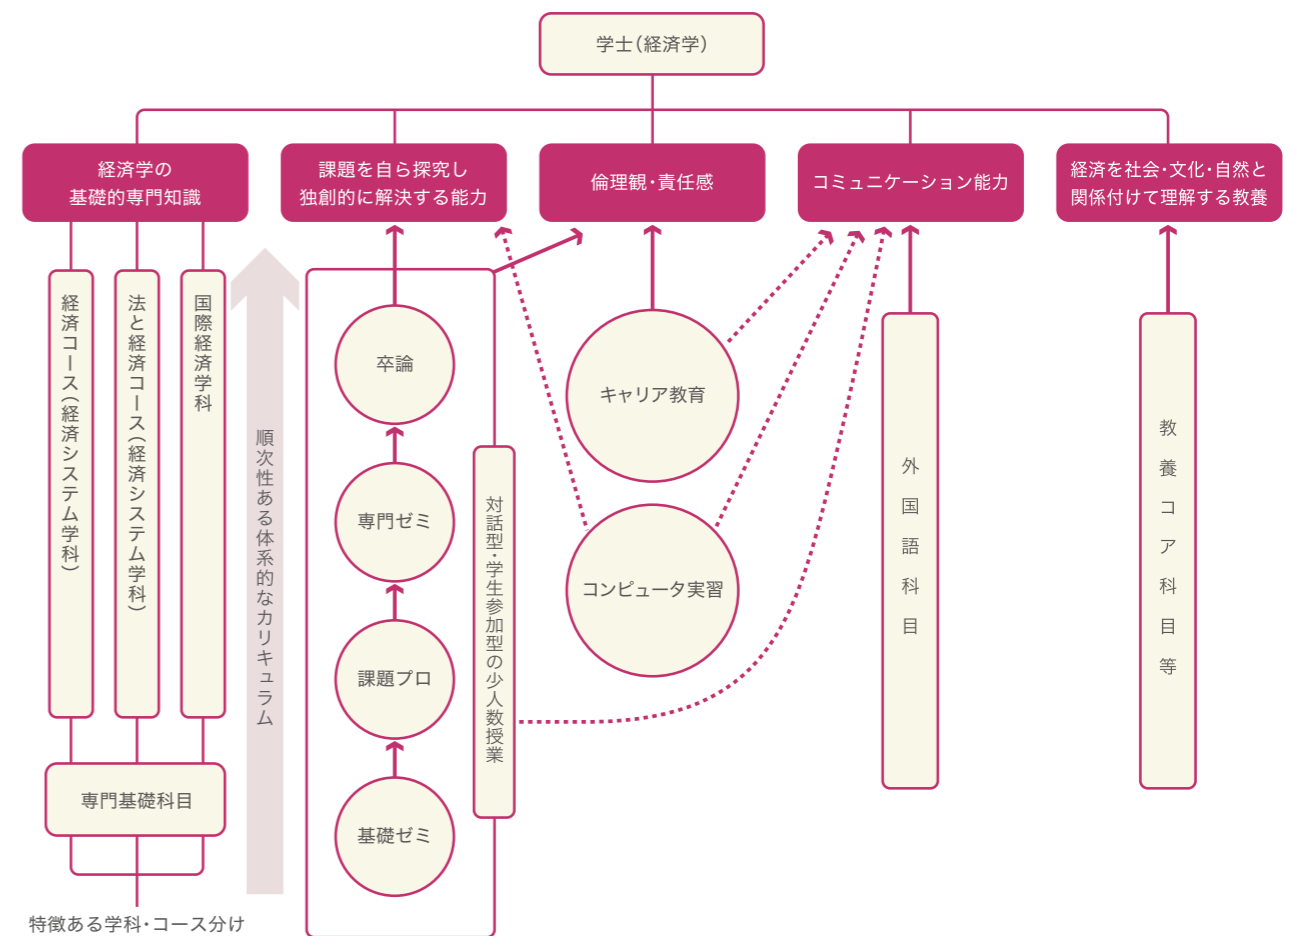 学士（経済学）
経済学の
基礎的専門知識
課題を自ら探究し
独創的に解決する能力
倫理観・責任感
コミュニケーション能力
経済を社会・文化・自然と
関係付けて理解する教養
経済コース（経済システム学科）
法と経済コース（経済システム学科）
国際経済学科
専門基礎科目
特徴ある学科・コース分け
順次性ある体系的なカリキュラム
卒論
専門ゼミ
課題プロ
基礎ゼミ
対話型・学生参加型の少人数授業
キャリア教育
コンピュータ実習
外国語科目
教養コア科目等